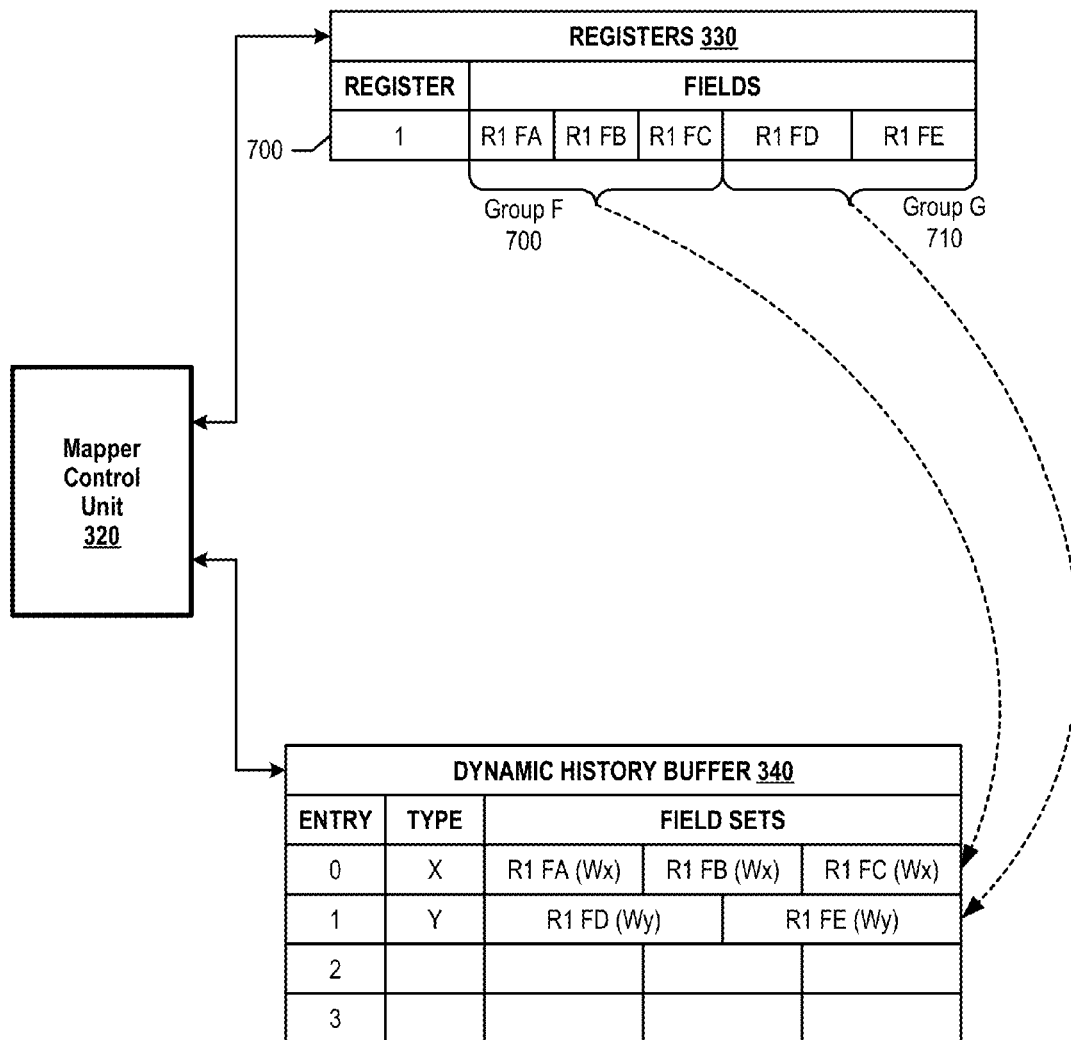 REGISTERS 330
REGISTER FIELDS
700 1 R1 FA R1 FB R1 FC R1 FD R1 FE
Group F
700
Group G
710
Mapper
Control
Unit
320
DYNAMIC HISTORY BUFFER 340
ENTRY TYPE FIELD SETS
0 X R1 FA (Wx) R1 FB (Wx) R1 FC (Wx)
1 Y R1 FD (Wy) R1 FE (Wy)
2
3